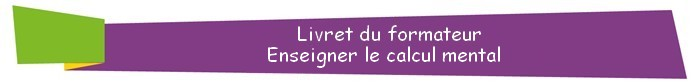 Livret du formateur
Enseigner le calcul mental